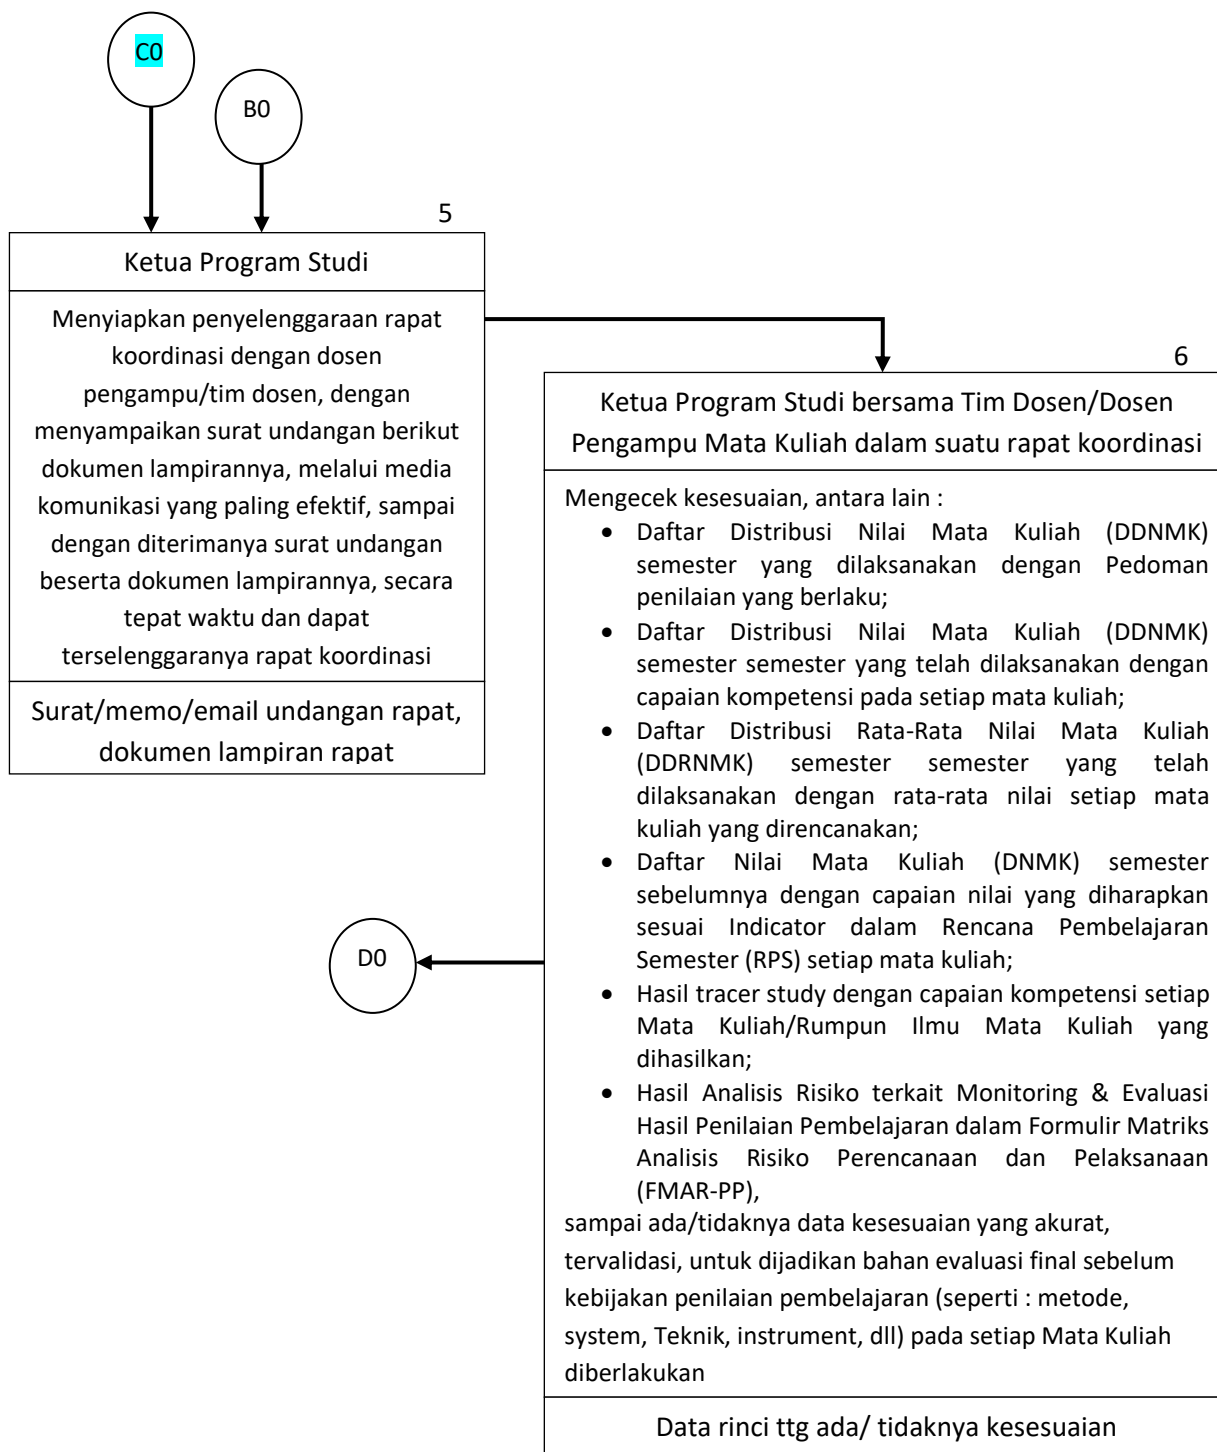 C0
B0
5
Ketua Program Studi
Menyiapkan penyelenggaraan rapat
koordinasi dengan dosen
pengampu/tim dosen, dengan
menyampaikan surat undangan berikut
dokumen lampirannya, melalui media
komunikasi yang paling efektif, sampai
dengan diterimanya surat undangan
beserta dokumen lampirannya, secara
tepat waktu dan dapat
terselenggaranya rapat koordinasi
Surat/memo/email undangan rapat,
dokumen lampiran rapat
6
Ketua Program Studi bersama Tim Dosen/Dosen
Pengampu Mata Kuliah dalam suatu rapat koordinasi
Mengecek kesesuaian, antara lain :
• Daftar Distribusi Nilai Mata Kuliah (DDNMK)
semester yang dilaksanakan dengan Pedoman
penilaian yang berlaku;
• Daftar Distribusi Nilai Mata Kuliah (DDNMK)
semester semester yang telah dilaksanakan dengan
capaian kompetensi pada setiap mata kuliah;
• Daftar Distribusi Rata-Rata Nilai Mata Kuliah
(DDRNMK) semester semester yang telah
dilaksanakan dengan rata-rata nilai setiap mata
kuliah yang direncanakan;
• Daftar Nilai Mata Kuliah (DNMK) semester
sebelumnya dengan capaian nilai yang diharapkan
sesuai Indicator dalam Rencana Pembelajaran
Semester (RPS) setiap mata kuliah;
• Hasil tracer study dengan capaian kompetensi setiap
Mata Kuliah/Rumpun Ilmu Mata Kuliah yang
dihasilkan;
• Hasil Analisis Risiko terkait Monitoring & Evaluasi
Hasil Penilaian Pembelajaran dalam Formulir Matriks
Analisis Risiko Perencanaan dan Pelaksanaan
(FMAR-PP),
sampai ada/tidaknya data kesesuaian yang akurat,
tervalidasi, untuk dijadikan bahan evaluasi final sebelum
kebijakan penilaian pembelajaran (seperti : metode,
system, Teknik, instrument, dll) pada setiap Mata Kuliah
diberlakukan
Data rinci ttg ada/ tidaknya kesesuaian
D0